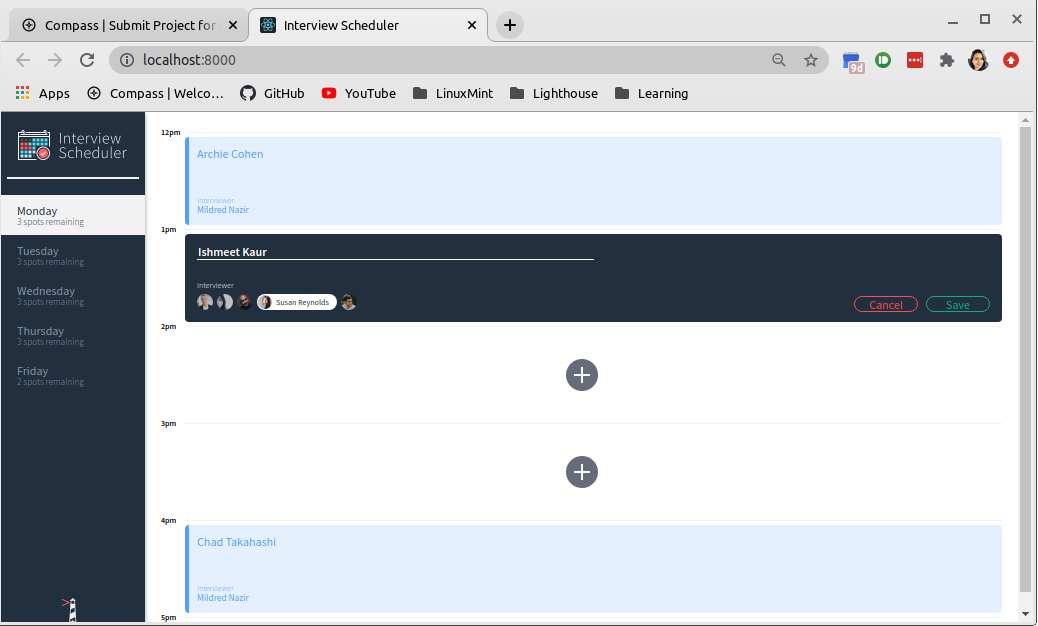 Compass | Submit Project for
Interview Scheduler
localhost:8000
9d
Apps
Compass | Welco…
GitHub
YouTube
LinuxMint
Lighthouse
Learning
Interview
Scheduler
Monday
3 spots remaining
Tuesday
3 spots remaining
Wednesday
3 spots remaining
Thursday
3 spots remaining
Friday
2 spots remaining
12pm
Archie Cohen
Interviewer
Mildred Nazir
1pm
Ishmeet Kaur
Interviewer
Susan Reynolds
Cancel
Save
2pm
3pm
4pm
Chad Takahashi
Interviewer
Mildred Nazir
5pm